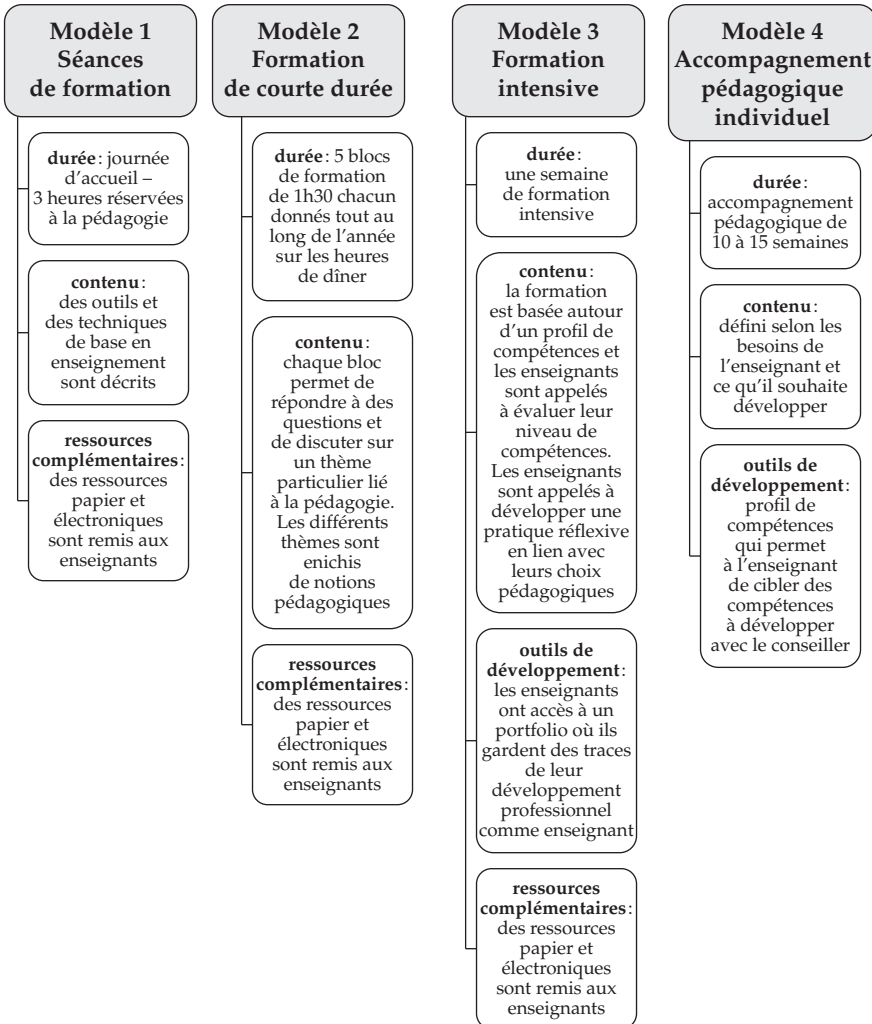 Modèle 1
Séances
de formation
durée : journée
d'accueil –
3 heures réservées
à la pédagogie
contenu :
des outils et
des techniques
de base en
enseignement
sont décrits
ressources
complémentaires :
des ressources
papier et
électroniques
sont remis aux
enseignants
Modèle 2
Formation
de courte durée
durée : 5 blocs
de formation
de 1h30 chacun
donnés tout au
long de l'année
sur les heures
de dîner
contenu :
chaque bloc
permet de
répondre à des
questions et
de discuter sur
un thème
particulier lié
à la pédagogie.
Les différents
thèmes sont
enichis
de notions
pédagogiques
ressources
complémentaires :
des ressources
papier et
électroniques
sont remis aux
enseignants
Modèle 3
Formation
intensive
durée :
une semaine
de formation
intensive
contenu :
la formation
est basée autour
d'un profil de
compétences et
les enseignants
sont appelés
à évaluer leur
niveau de
compétences.
Les enseignants
sont appelés à
développer une
pratique réflexive
en lien avec
leurs choix
pédagogiques
outils de
développement :
les enseignants
ont accès à un
portfolio où ils
gardent des traces
de leur
développement
professionnel
comme enseignant
ressources
complémentaires :
des ressources
papier et
électroniques
sont remis aux
enseignants
Modèle 4
Accompagnement
pédagogique
individuel
durée :
accompagnement
pédagogique de
10 à 15 semaines
contenu :
défini selon les
besoins de
l'enseignant et
ce qu'il souhaite
développer
outils de
développement :
profil de
compétences
qui permet
à l'enseignant
de cibler des
compétences
à développer
avec le conseiller